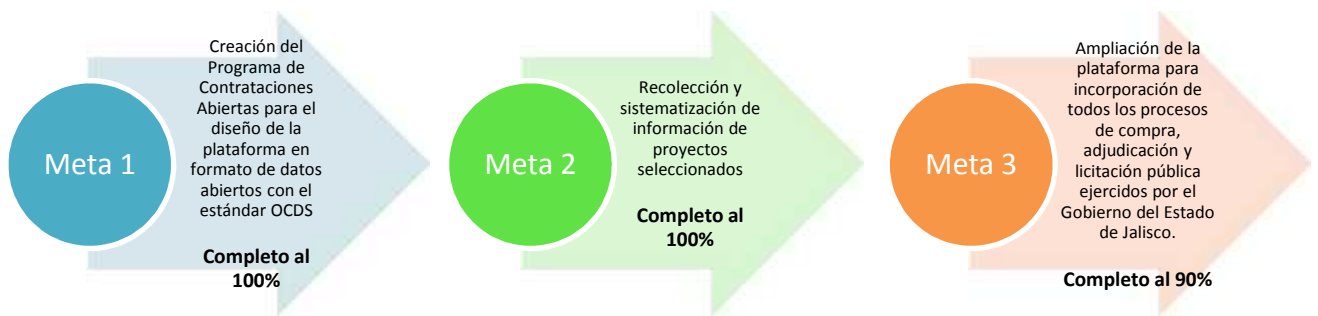 Meta 1
Creación del
Programa de
Contrataciones
Abiertas para el
diseño de la
plataforma en
formato de datos
abiertos con el
estándar OCDS
Completo al
100%
Meta 2
Recolección y
sistematización de
información de
proyectos
seleccionados
Completo al
100%
Meta 3
Ampliación de la
plataforma para
incorporación de
todos los procesos
de compra,
adjudicación y
licitación pública
ejercidos por el
Gobierno del Estado
de Jalisco.
Completo al 90%